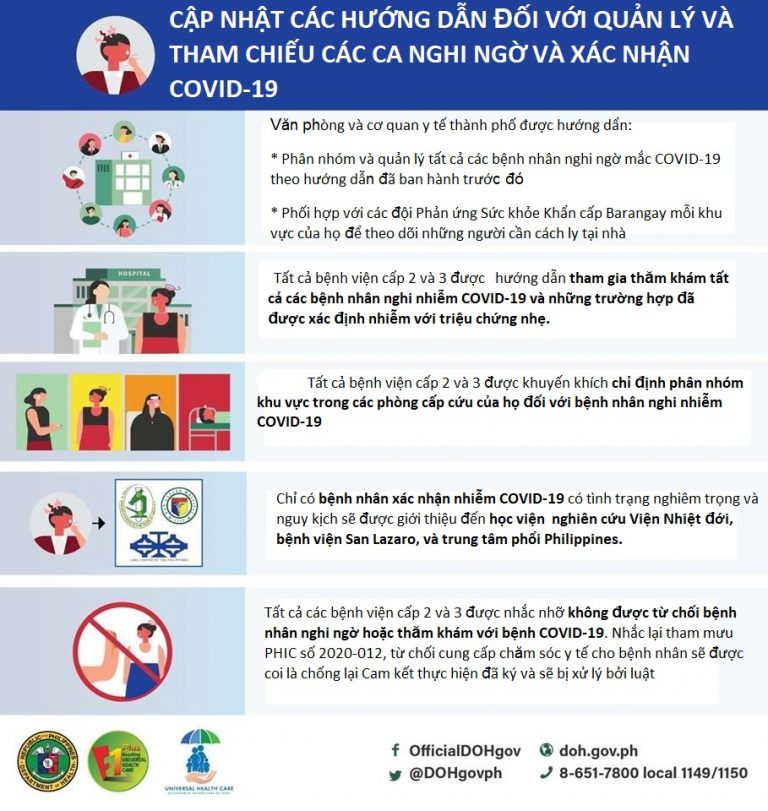 CẬP NHẬT CÁC HƯỚNG DẪN ĐỐI VỚI QUẢN LÝ VÀ
THAM CHIẾU CÁC CA NGHI NGỜ VÀ XÁC NHẬN
COVID-19
Văn phòng và cơ quan y tế thành phố được hướng dẩn:
* Phân nhóm và quản lý tất cả các bệnh nhân nghi ngờ mắc COVID-19
theo hướng dẫn đã ban hành trước đó
* Phối hợp với các đội Phản ứng Sức khỏe Khẩn cấp Barangay mỗi khu
vực của họ để theo dõi những người cần cách ly tại nhà
HOSPITAL
Tất cả bệnh viện cấp 2 và 3 được hướng dẫn tham gia thăm khám tất
cả các bệnh nhân nghi nhiễm COVID-19 và những trường hợp đã
được xác định nhiễm với triệu chứng nhẹ.
Tất cả bệnh viện cấp 2 và 3 được khuyến khích chỉ định phân nhóm
khu vực trong các phòng cấp cứu của họ đối với bệnh nhân nghi nhiễm
COVID-19
LUNG CENTER OF THE PHILIPPINES
Chỉ có bệnh nhân xác nhận nhiễm COVID-19 có tình trạng nghiêm trọng và
nguy kịch sẽ được giới thiệu đến học viện nghiên cứu Viện Nhiệt đới,
bệnh viện San Lazaro, và trung tâm phổi Philippines.
Tất cả các bệnh viện cấp 2 và 3 được nhắc nhỡ không được từ chối bệnh
nhân nghi ngờ hoặc thăm khám với bệnh COVID-19. Nhắc lại tham mưu
PHIC số 2020-012, từ chối cung cấp chăm sóc y tế cho bệnh nhân sẽ được
coi là chống lại Cam kết thực hiện đã ký và sẽ bị xử lý bởi luật
REPUBLIC OF THE PHILIPPINES
DEPARTMENT OF HEALTH
F1 Plus
UNIVERSAL
HEALTH
CARE
UNIVERSAL HEALTH CARE
OfficialDOHgov
doh.gov.ph
@DOHgovph
8-651-7800 local 1149/1150